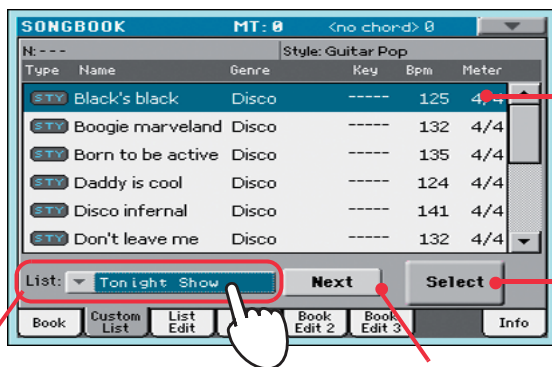 SONGBOOK MT: 0 <no chord> 0
N: --- Style: Guitar Pop
Type Name Genre Key Bpm Meter
STY Black's black Disco ----- 125 4/4
STY Boogie marveland Disco ----- 132 4/4
STY Born to be active Disco ----- 135 4/4
STY Daddy is cool Disco ----- 124 4/4
STY Disco infernal Disco ----- 141 4/4
STY Don't leave me Disco ----- 132 4/4
List: Tonight Show Next Select
Book Custom List List Edit Book Edit 2 Book Edit 3 Info